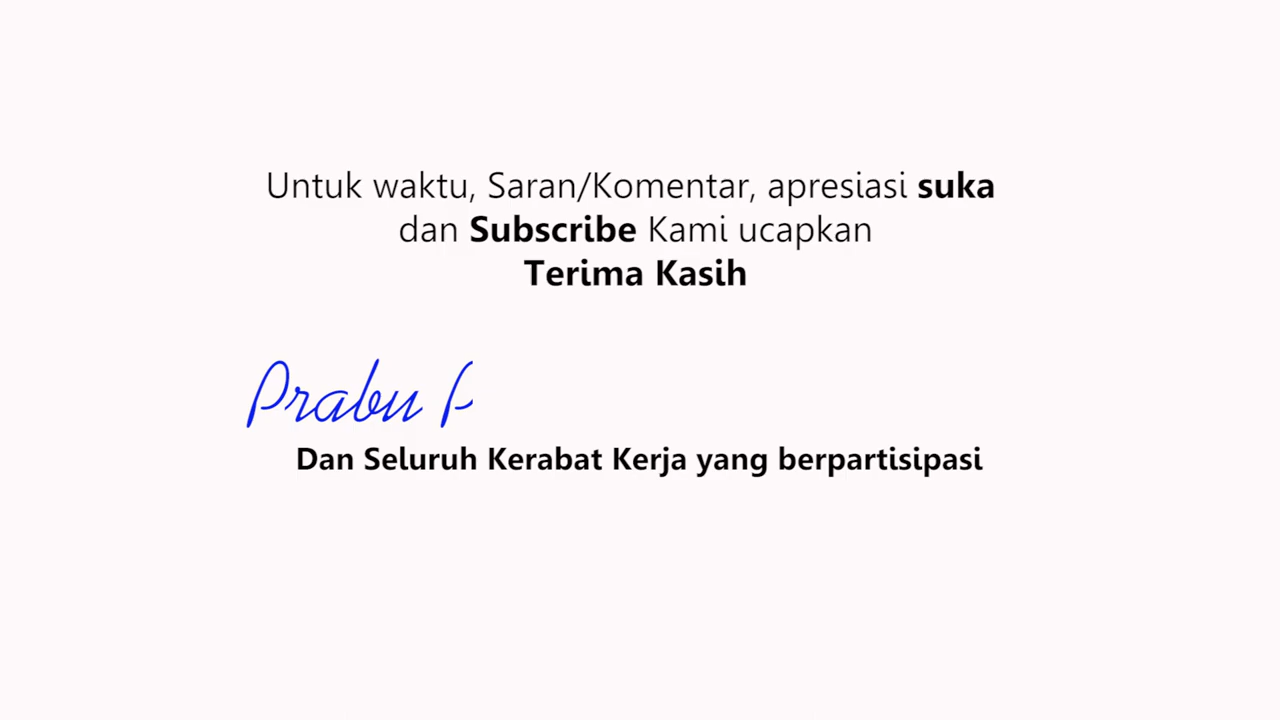 Untuk waktu, Saran/Komentar, apresiasi suka
dan Subscribe Kami ucapkan
Terima Kasih
Prabu
Dan Seluruh Kerabat Kerja yang berpartisipasi